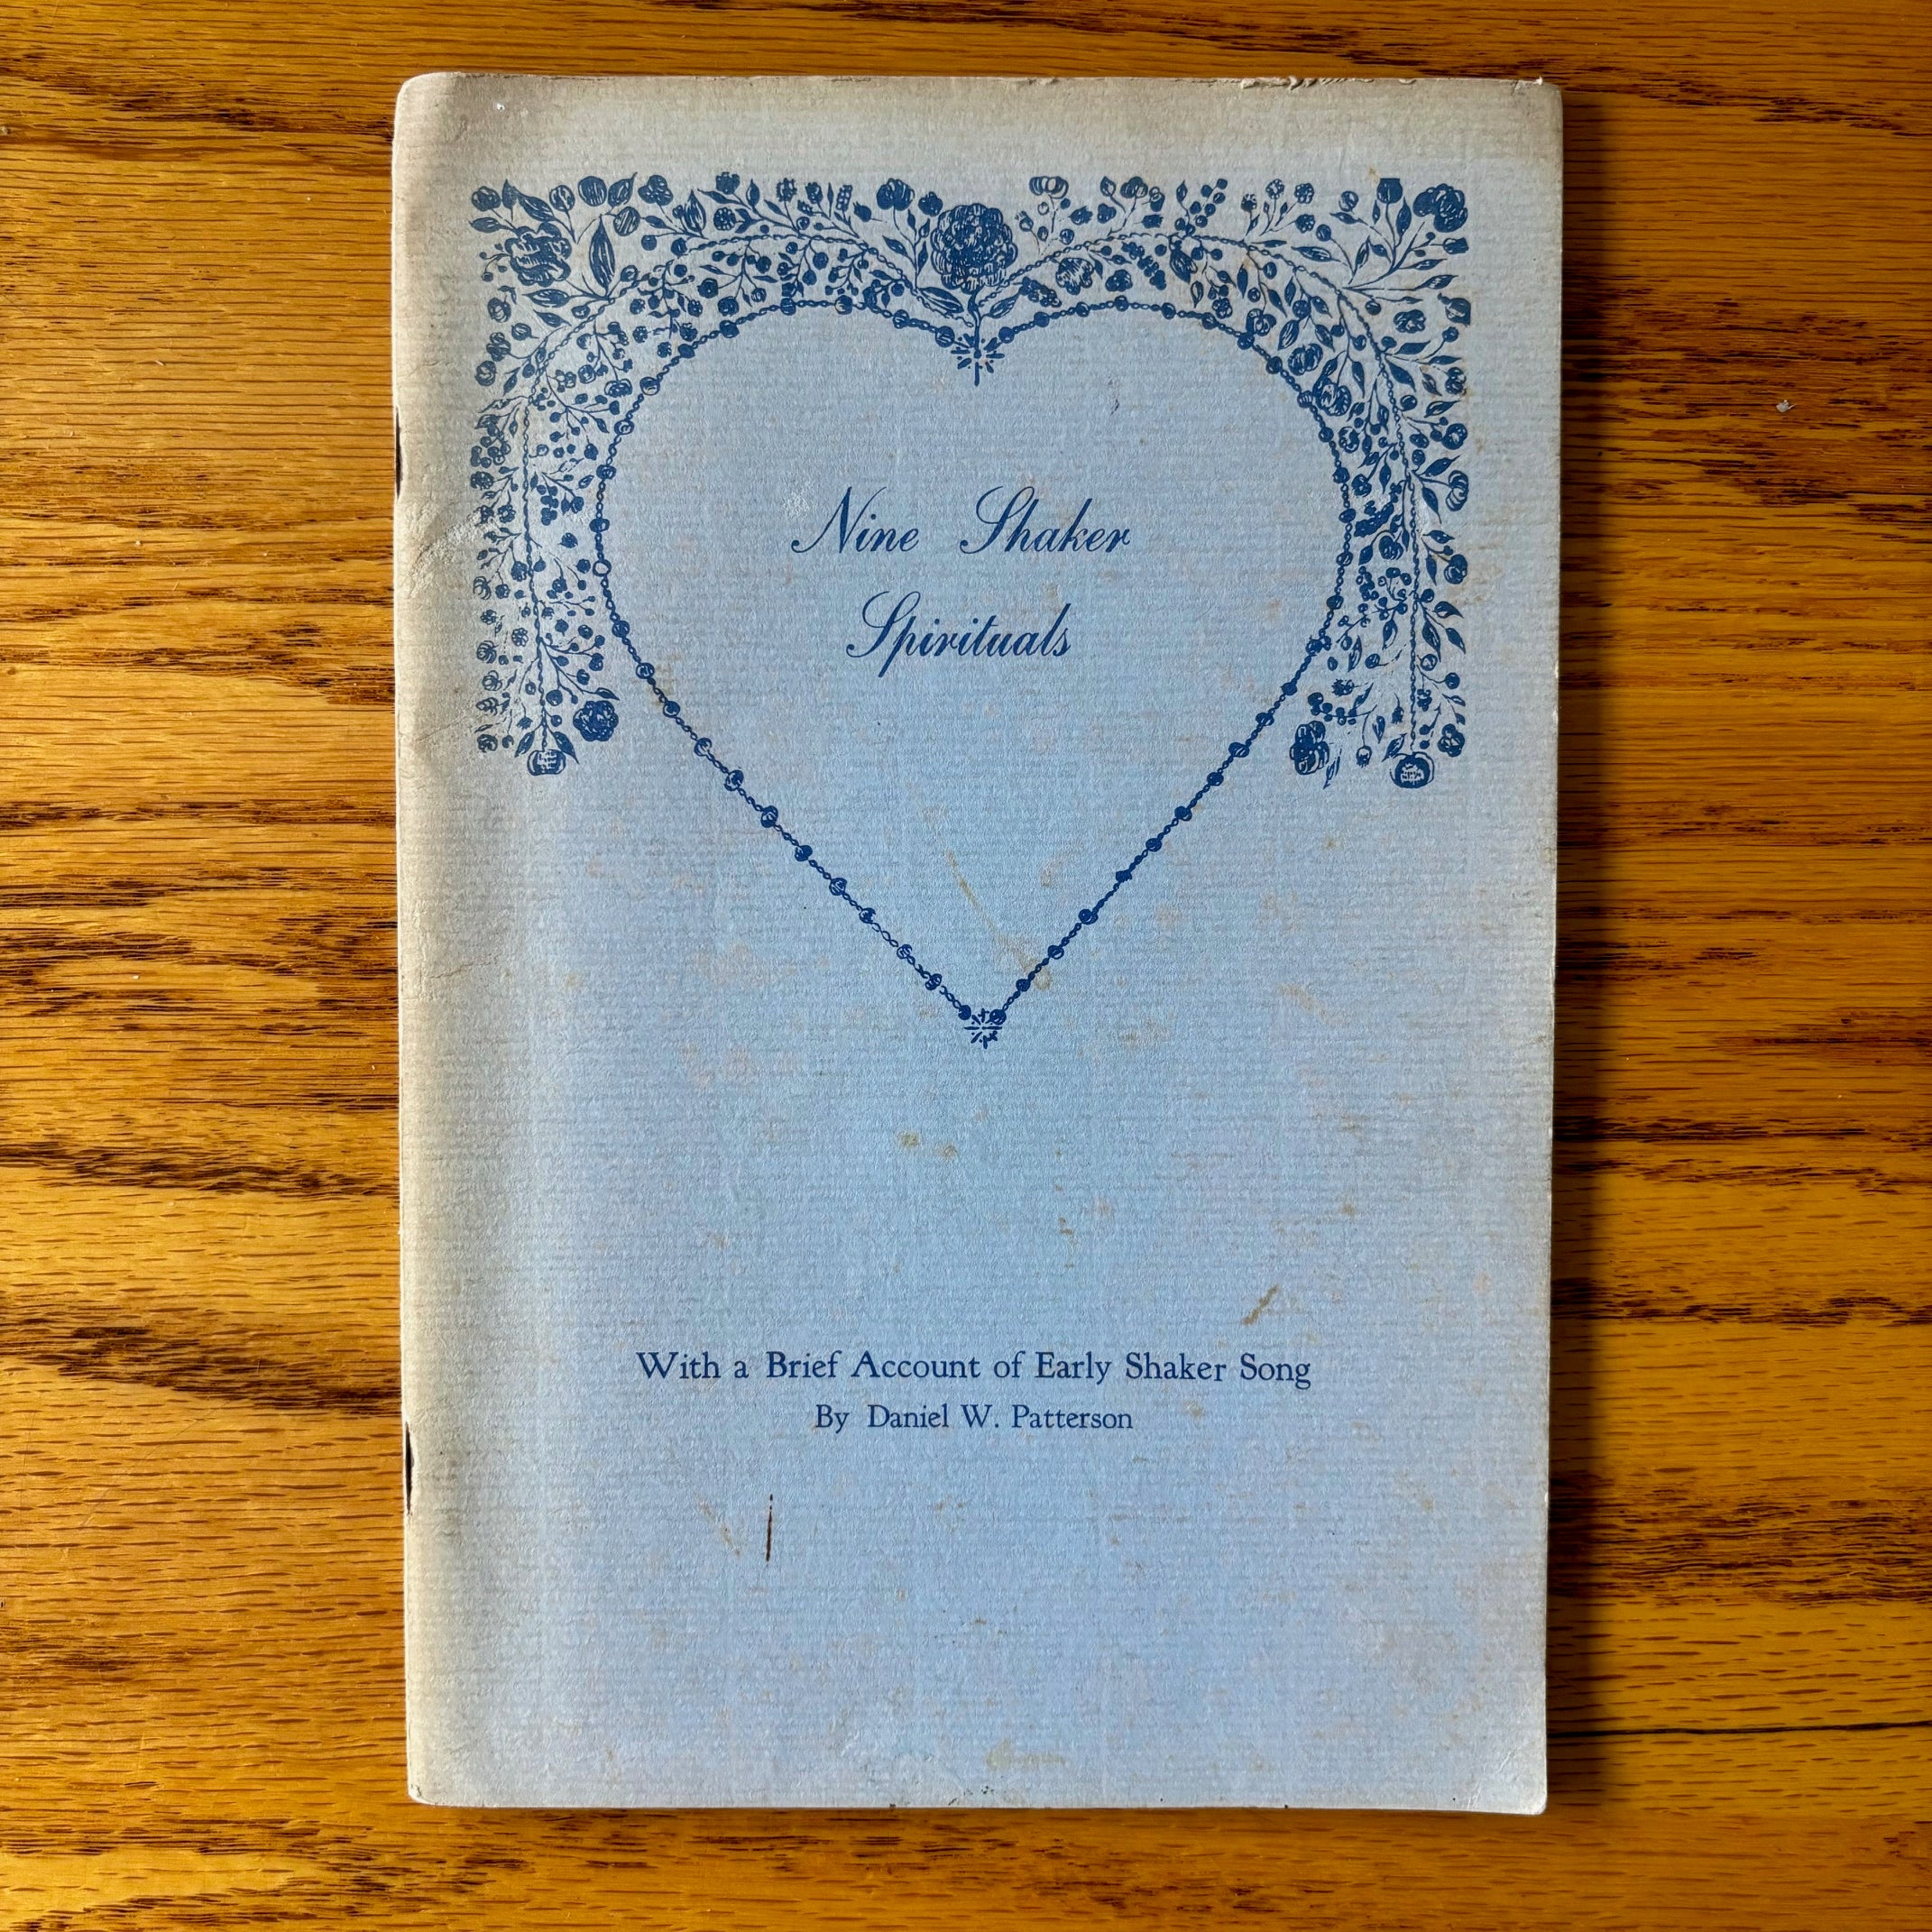 Nine Shaker
Spirituals
With a Brief Account of Early Shaker Song
By Daniel W. Patterson